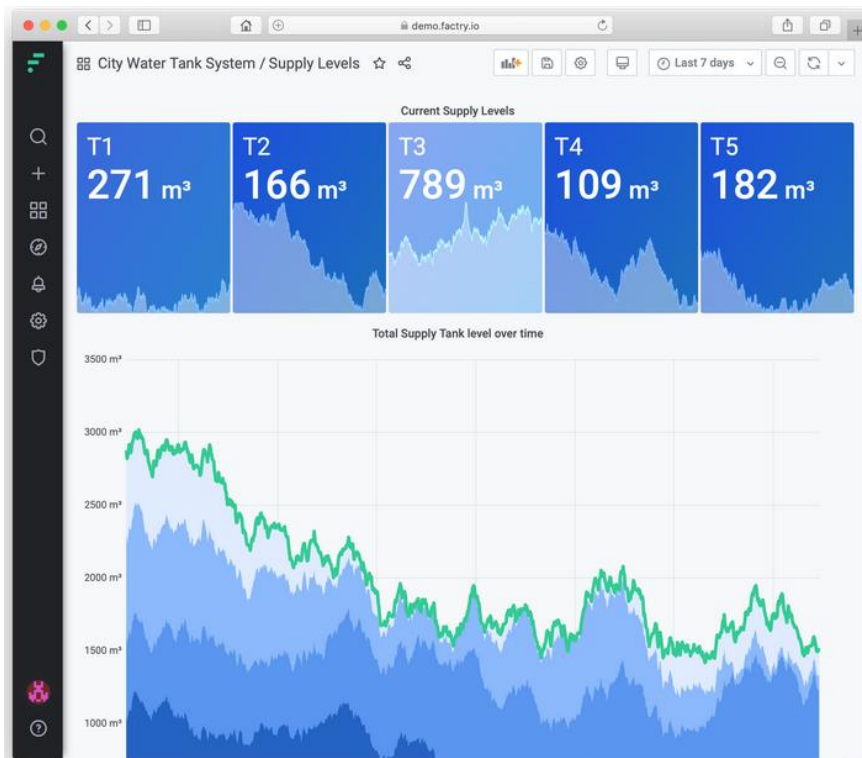 demo.factry.io
City Water Tank System / Supply Levels
Last 7 days
Current Supply Levels
T1
271 m³
T2
166 m³
T3
789 m³
T4
109 m³
T5
182 m³
Total Supply Tank level over time
3500 m³
3000 m³
2500 m³
2000 m³
1500 m³
1000 m³